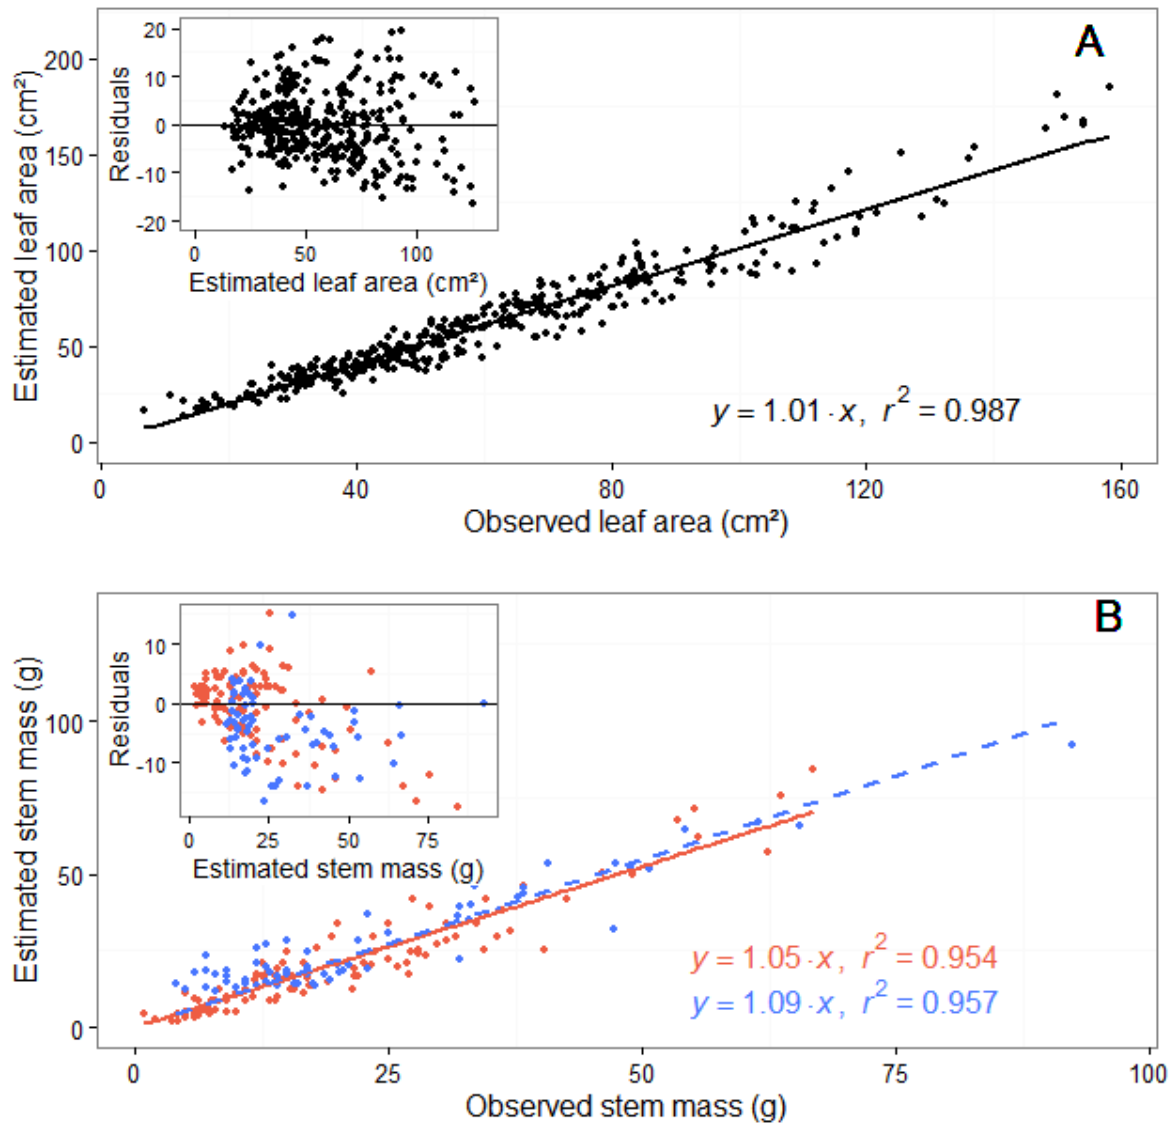 A
200
150
100
50
0
Estimated leaf area (cm²)
20
10
0
-10
-20
Residuals
0 50 100
Estimated leaf area (cm²)
y = 1.01 · x, r² = 0.987
0 40 80 120 160
Observed leaf area (cm²)
B
100
50
0
Estimated stem mass (g)
10
0
-10
Residuals
0 25 50 75
Estimated stem mass (g)
y = 1.05 · x, r² = 0.954
y = 1.09 · x, r² = 0.957
0 25 50 75 100
Observed stem mass (g)